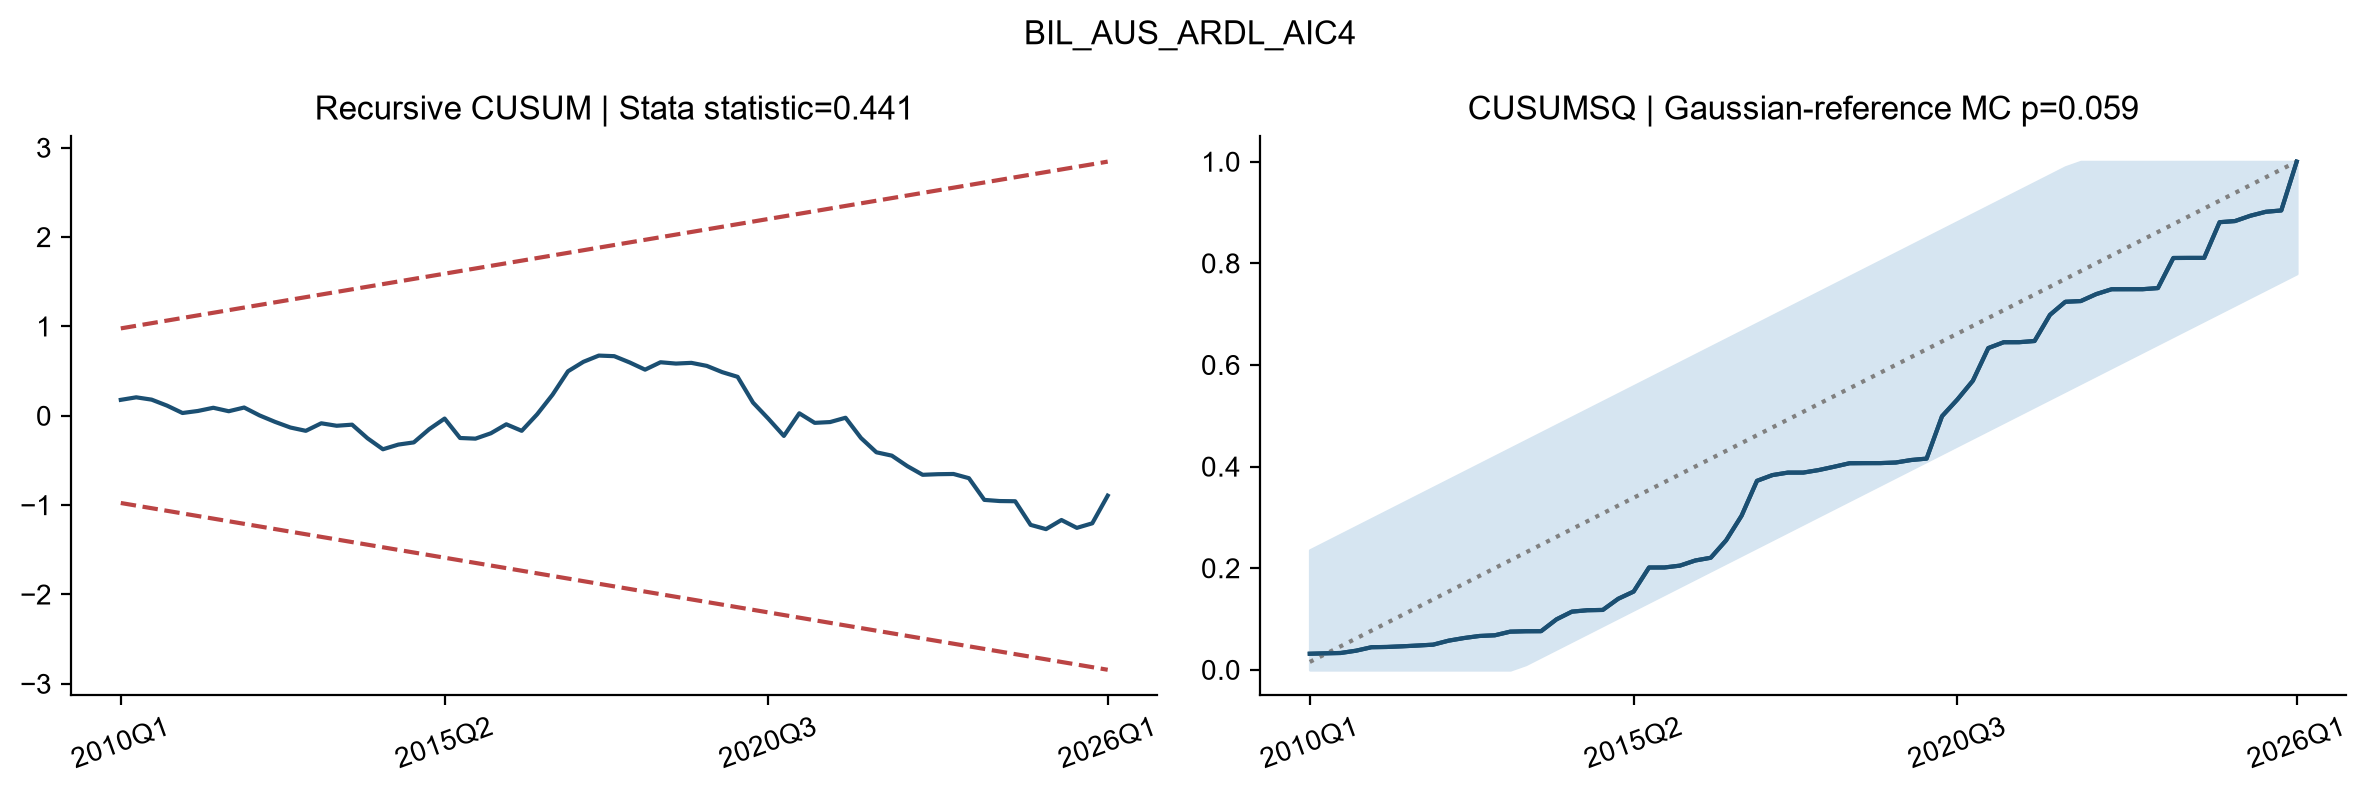 BIL_AUS_ARDL_AIC4
Recursive CUSUM | Stata statistic=0.441
3
2
1
0
−1
−2
−3
2010Q1
2015Q2
2020Q3
2026Q1
CUSUMSQ | Gaussian-reference MC p=0.059
1.0
0.8
0.6
0.4
0.2
0.0
2010Q1
2015Q2
2020Q3
2026Q1